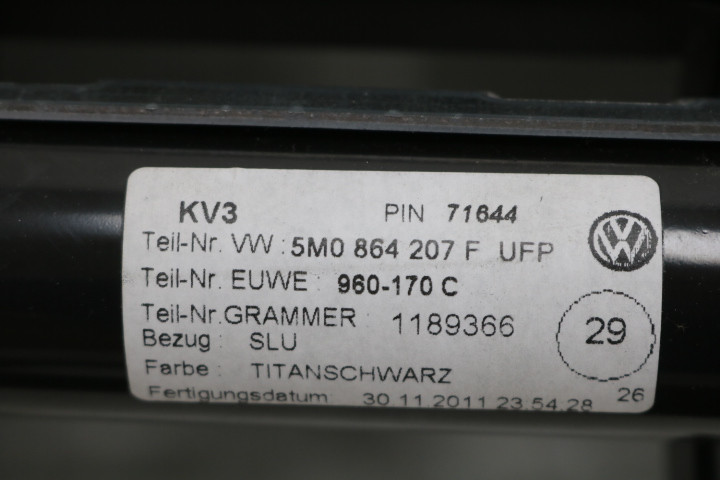 KV3 PIN 71644
Teil-Nr. VW : 5M0 864 207 F UFP
Teil-Nr. EUWE : 960-170 C
Teil-Nr.GRAMMER : 1189366
Bezug : SLU
29
Farbe : TITANSCHWARZ
Fertigungsdatum 30 11.2011 23.54.28 26